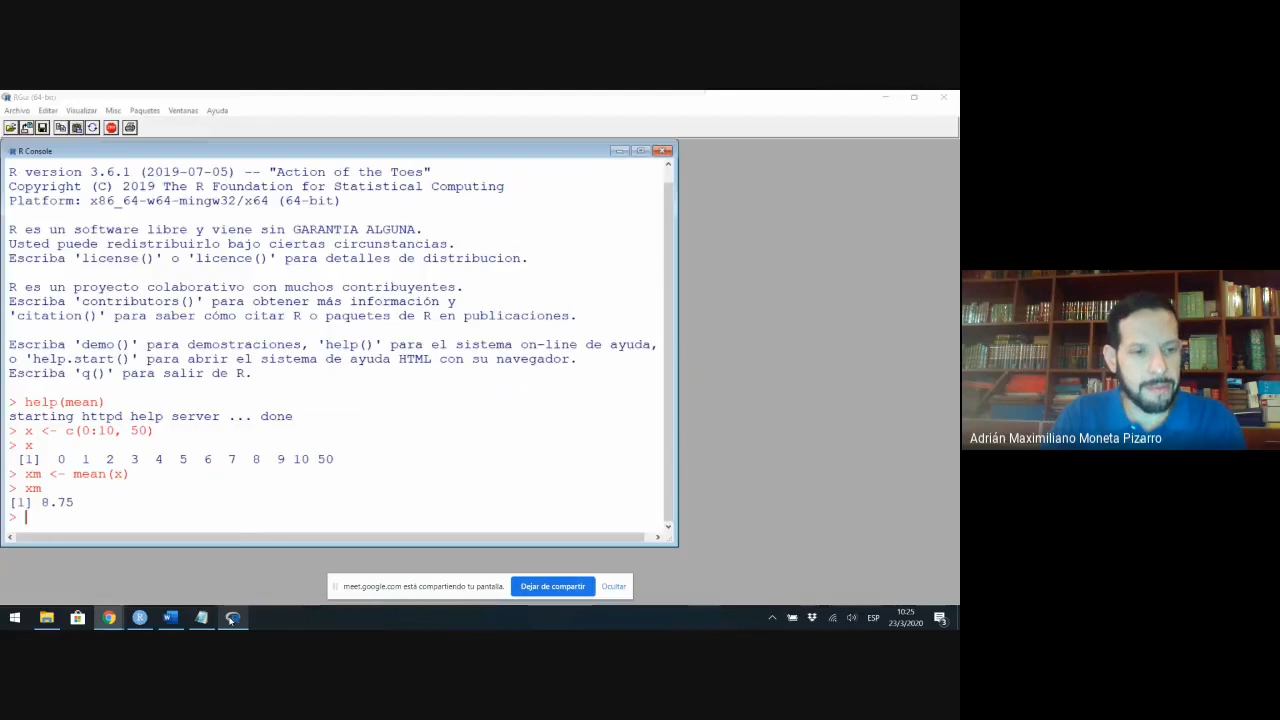 RGui (64-bit)
Archivo Editar Visualizar Misc Paquetes Ventanas Ayuda
STOP
R Console
R version 3.6.1 (2019-07-05) -- "Action of the Toes"
Copyright (C) 2019 The R Foundation for Statistical Computing
Platform: x86_64-w64-mingw32/x64 (64-bit)
R es un software libre y viene sin GARANTIA ALGUNA.
Usted puede redistribuirlo bajo ciertas circunstancias.
Escriba 'license()' o 'licence()' para detalles de distribucion.
R es un proyecto colaborativo con muchos contribuyentes.
Escriba 'contributors()' para obtener más información y
'citation()' para saber cómo citar R o paquetes de R en publicaciones.
Escriba 'demo()' para demostraciones, 'help()' para el sistema on-line de ayuda,
o 'help.start()' para abrir el sistema de ayuda HTML con su navegador.
Escriba 'q()' para salir de R.
> help(mean)
starting httpd help server ... done
> x <- c(0:10, 50)
> x
[1] 0 1 2 3 4 5 6 7 8 9 10 50
> xm <- mean(x)
> xm
[1] 8.75
>
meet.google.com está compartiendo tu pantalla. Dejar de compartir Ocultar
ESP
10:25
23/3/2020
3
Adrián Maximiliano Moneta Pizarro